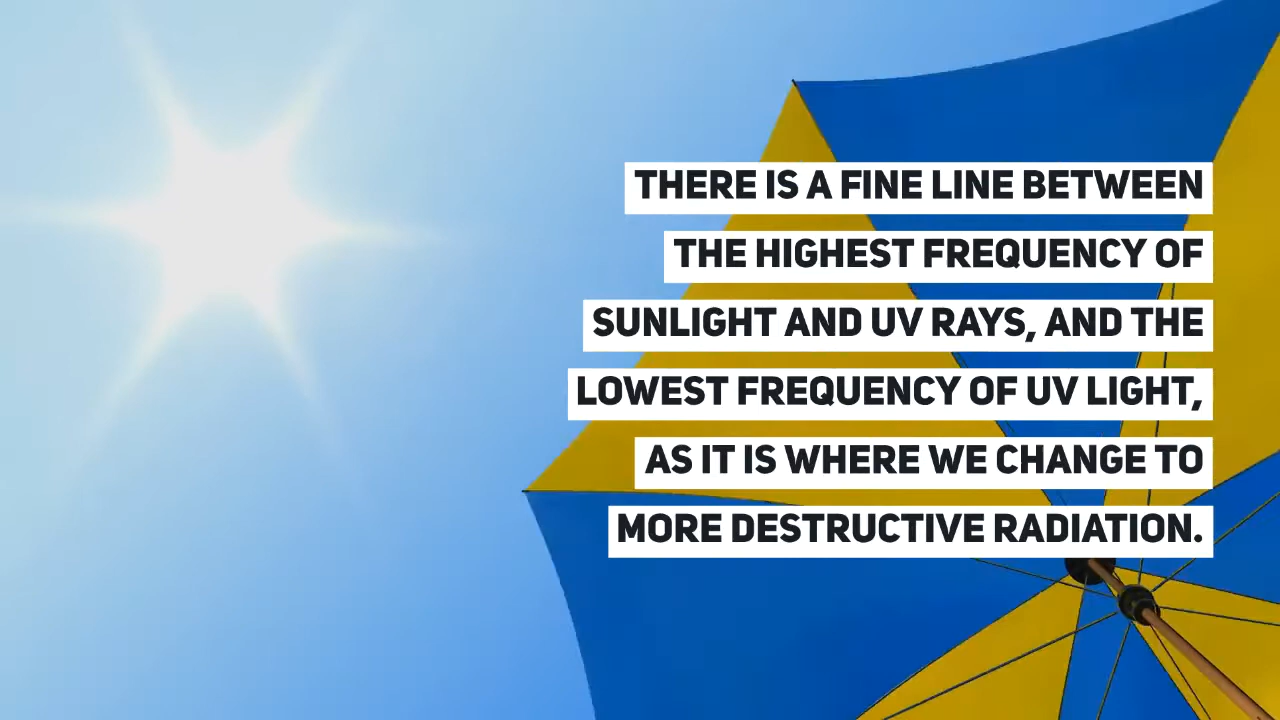 THERE IS A FINE LINE BETWEEN
THE HIGHEST FREQUENCY OF
SUNLIGHT AND UV RAYS, AND THE
LOWEST FREQUENCY OF UV LIGHT,
AS IT IS WHERE WE CHANGE TO
MORE DESTRUCTIVE RADIATION.